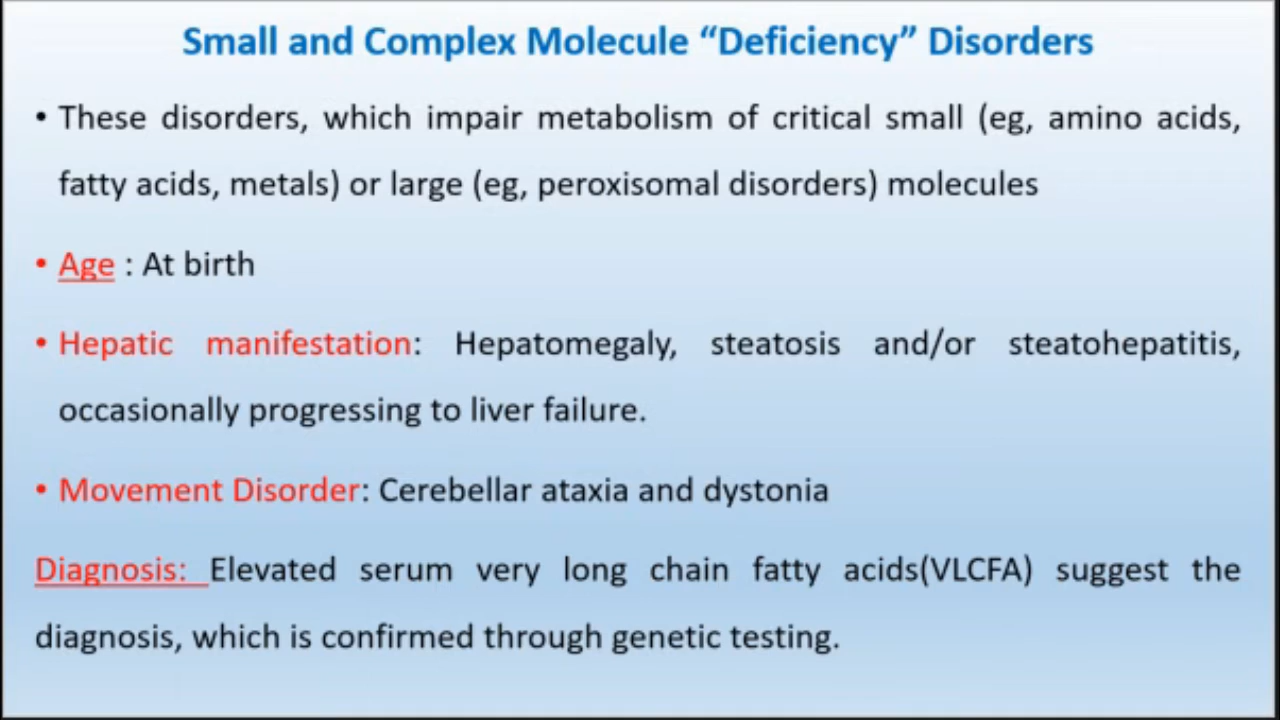 Small and Complex Molecule “Deficiency” Disorders
• These disorders, which impair metabolism of critical small (eg, amino acids,
fatty acids, metals) or large (eg, peroxisomal disorders) molecules
• Age : At birth
• Hepatic manifestation: Hepatomegaly, steatosis and/or steatohepatitis,
occasionally progressing to liver failure.
• Movement Disorder: Cerebellar ataxia and dystonia
Diagnosis: Elevated serum very long chain fatty acids(VLCFA) suggest the
diagnosis, which is confirmed through genetic testing.